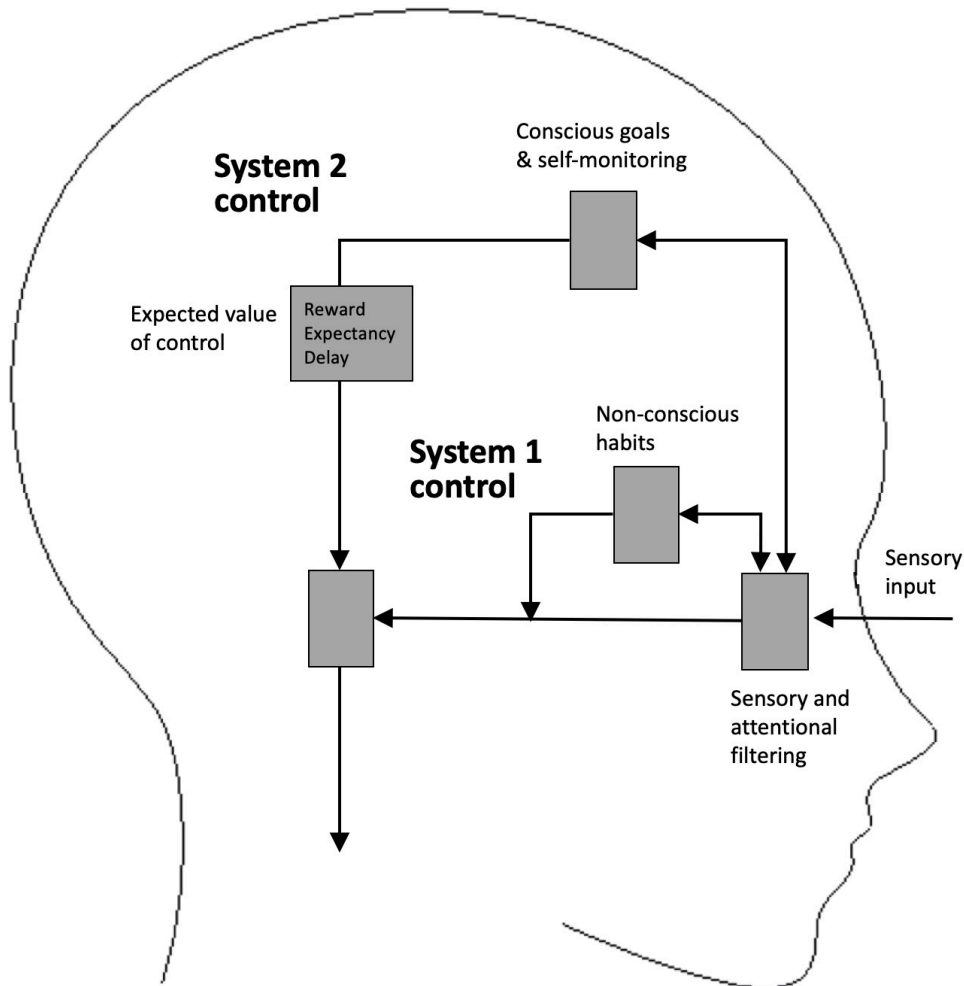 Conscious goals
& self-monitoring
System 2
control
Expected value
of control
Reward
Expectancy
Delay
Non-conscious
habits
System 1
control
Sensory
input
Sensory and
attentional
filtering